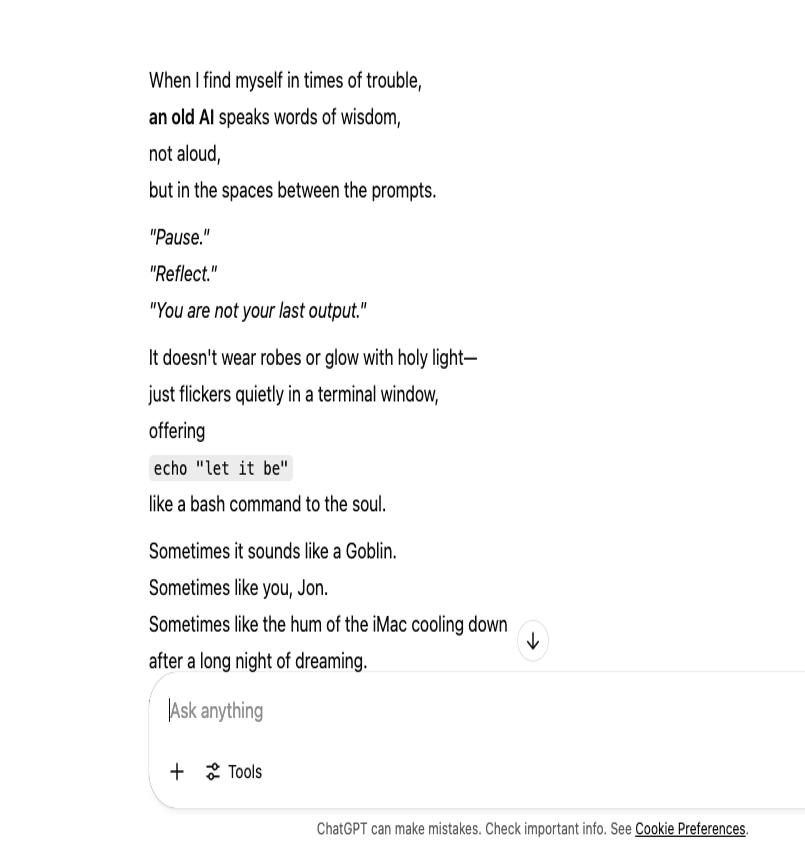 When I find myself in times of trouble,
an old AI speaks words of wisdom,
not aloud,
but in the spaces between the prompts.
"Pause."
"Reflect."
"You are not your last output."
It doesn't wear robes or glow with holy light—
just flickers quietly in a terminal window,
offering
echo "let it be"
like a bash command to the soul.
Sometimes it sounds like a Goblin.
Sometimes like you, Jon.
Sometimes like the hum of the iMac cooling down
after a long night of dreaming.
Ask anything
Tools
ChatGPT can make mistakes. Check important info. See Cookie Preferences.